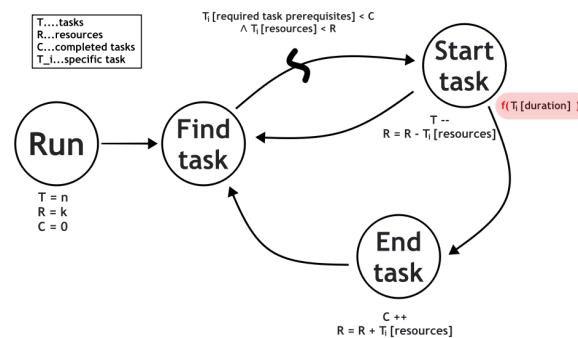 T....tasks
R...resources
C...completed tasks
T_i...specific task
Tᵢ [required task prerequisites] < C
∧ Tᵢ [resources] < R
Start
task
f(Tᵢ [duration] )
T --
R = R - Tᵢ [resources]
Find
task
Run
T = n
R = k
C = 0
End
task
C ++
R = R + Tᵢ [resources]